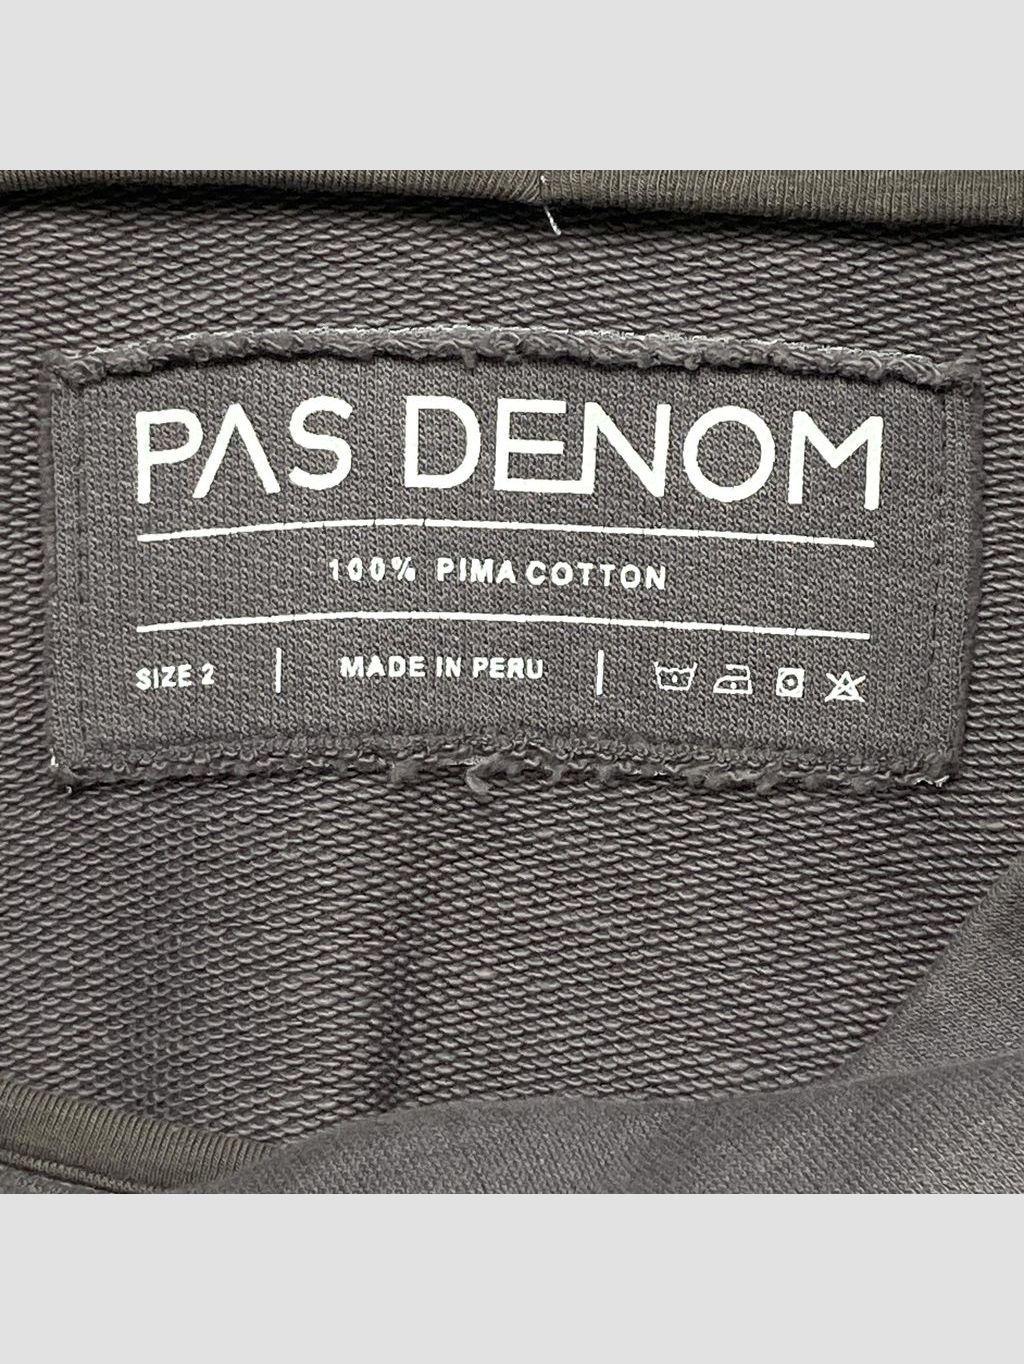 PAS DENOM
100% PIMA COTTON
SIZE 2 | MADE IN PERU |